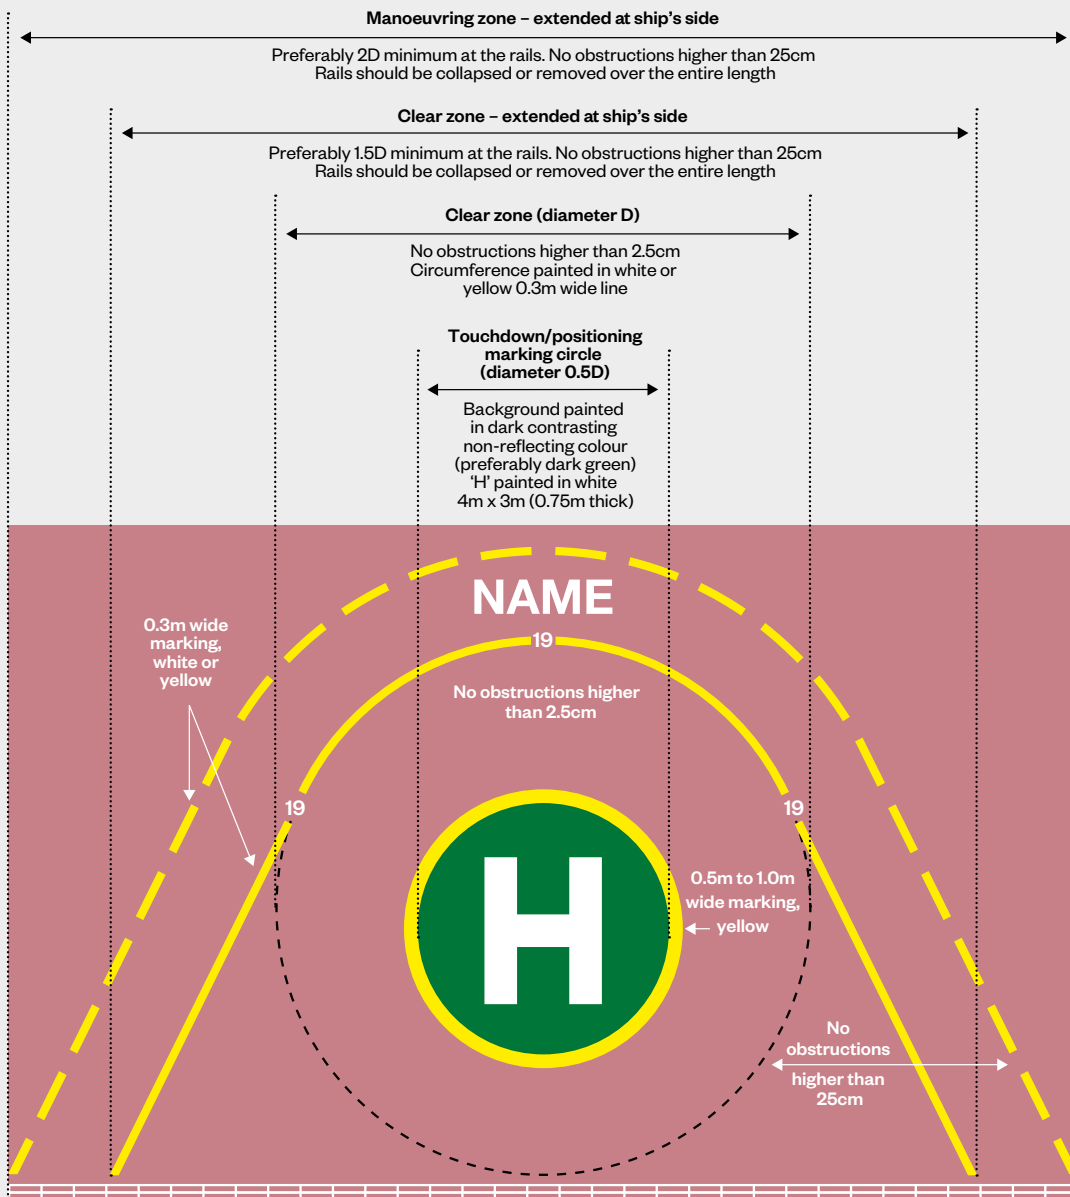 Manoeuvring zone – extended at ship's side
Preferably 2D minimum at the rails. No obstructions higher than 25cm
Rails should be collapsed or removed over the entire length
Clear zone – extended at ship's side
Preferably 1.5D minimum at the rails. No obstructions higher than 25cm
Rails should be collapsed or removed over the entire length
Clear zone (diameter D)
No obstructions higher than 2.5cm
Circumference painted in white or
yellow 0.3m wide line
Touchdown/positioning
marking circle
(diameter 0.5D)
Background painted
in dark contrasting
non-reflecting colour
(preferably dark green)
‘H’ painted in white
4m x 3m (0.75m thick)
NAME
0.3m wide
marking,
white or
yellow
19
No obstructions higher
than 2.5cm
19
19
H
0.5m to 1.0m
wide marking,
yellow
No
obstructions
higher than
25cm